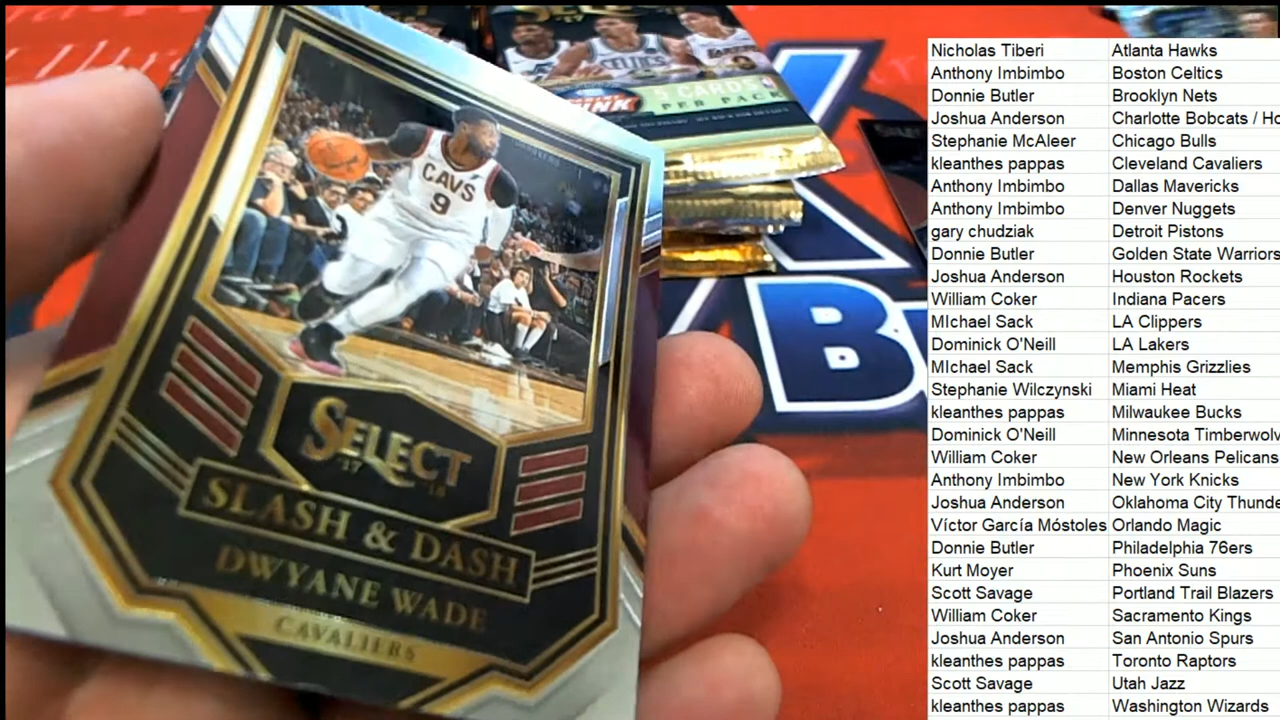 SELECT
'17
CELTICS
5 CARDS
PER PACK
CAVS
9
SELECT
'17 '18
SLASH & DASH
DWYANE WADE
CAVALIERS
Nicholas Tiberi Atlanta Hawks
Anthony Imbimbo Boston Celtics
Donnie Butler Brooklyn Nets
Joshua Anderson Charlotte Bobcats / Ho
Stephanie McAleer Chicago Bulls
kleanthes pappas Cleveland Cavaliers
Anthony Imbimbo Dallas Mavericks
Anthony Imbimbo Denver Nuggets
gary chudziak Detroit Pistons
Donnie Butler Golden State Warriors
Joshua Anderson Houston Rockets
William Coker Indiana Pacers
MIchael Sack LA Clippers
Dominick O'Neill LA Lakers
MIchael Sack Memphis Grizzlies
Stephanie Wilczynski Miami Heat
kleanthes pappas Milwaukee Bucks
Dominick O'Neill Minnesota Timberwolv
William Coker New Orleans Pelicans
Anthony Imbimbo New York Knicks
Joshua Anderson Oklahoma City Thunde
Víctor García Móstoles Orlando Magic
Donnie Butler Philadelphia 76ers
Kurt Moyer Phoenix Suns
Scott Savage Portland Trail Blazers
William Coker Sacramento Kings
Joshua Anderson San Antonio Spurs
kleanthes pappas Toronto Raptors
Scott Savage Utah Jazz
kleanthes pappas Washington Wizards